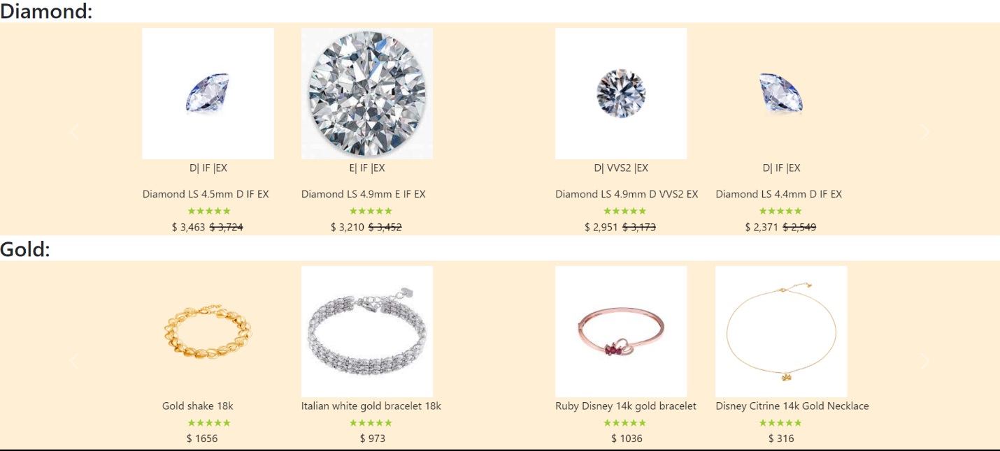 Diamond:
D| IF |EX
E| IF |EX
D| VVS2 |EX
D| IF |EX
Diamond LS 4.5mm D IF EX
Diamond LS 4.9mm E IF EX
Diamond LS 4.9mm D VVS2 EX
Diamond LS 4.4mm D IF EX
$ 3,463 $ 3,724
$ 3,210 $ 3,452
$ 2,951 $ 3,173
$ 2,371 $ 2,549
Gold:
Gold shake 18k
Italian white gold bracelet 18k
Ruby Disney 14k gold bracelet
Disney Citrine 14k Gold Necklace
$ 1656
$ 973
$ 1036
$ 316